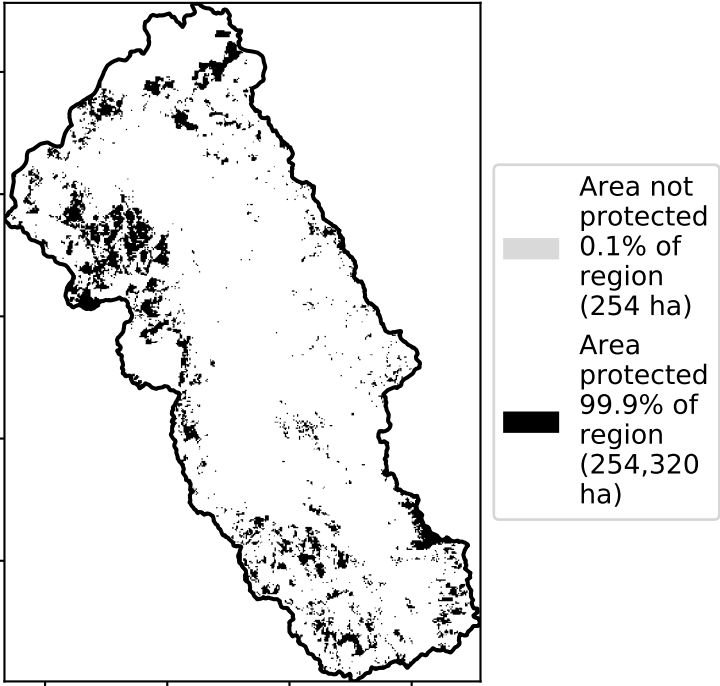 Area not
protected
0.1% of
region
(254 ha)
Area
protected
99.9% of
region
(254,320
ha)